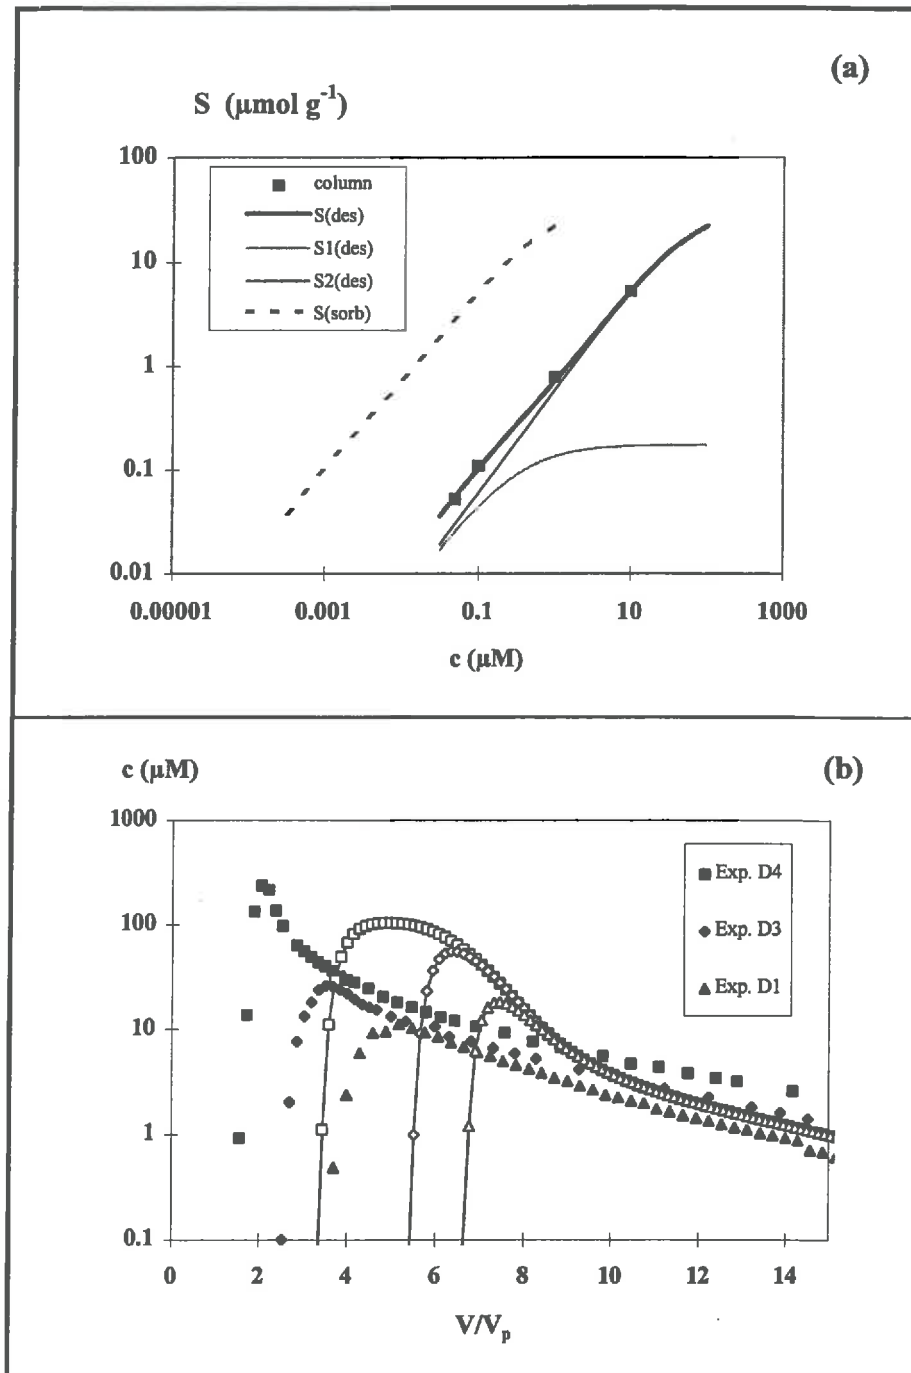 (a)
S (μmol g⁻¹)
100
10
1
0.1
0.01
column
S(des)
S1(des)
S2(des)
S(sorb)
0.00001 0.001 0.1 10 1000
c (μM)
(b)
c (μM)
1000
100
10
1
0.1
Exp. D4
Exp. D3
Exp. D1
0 2 4 6 8 10 12 14
V/Vₚ